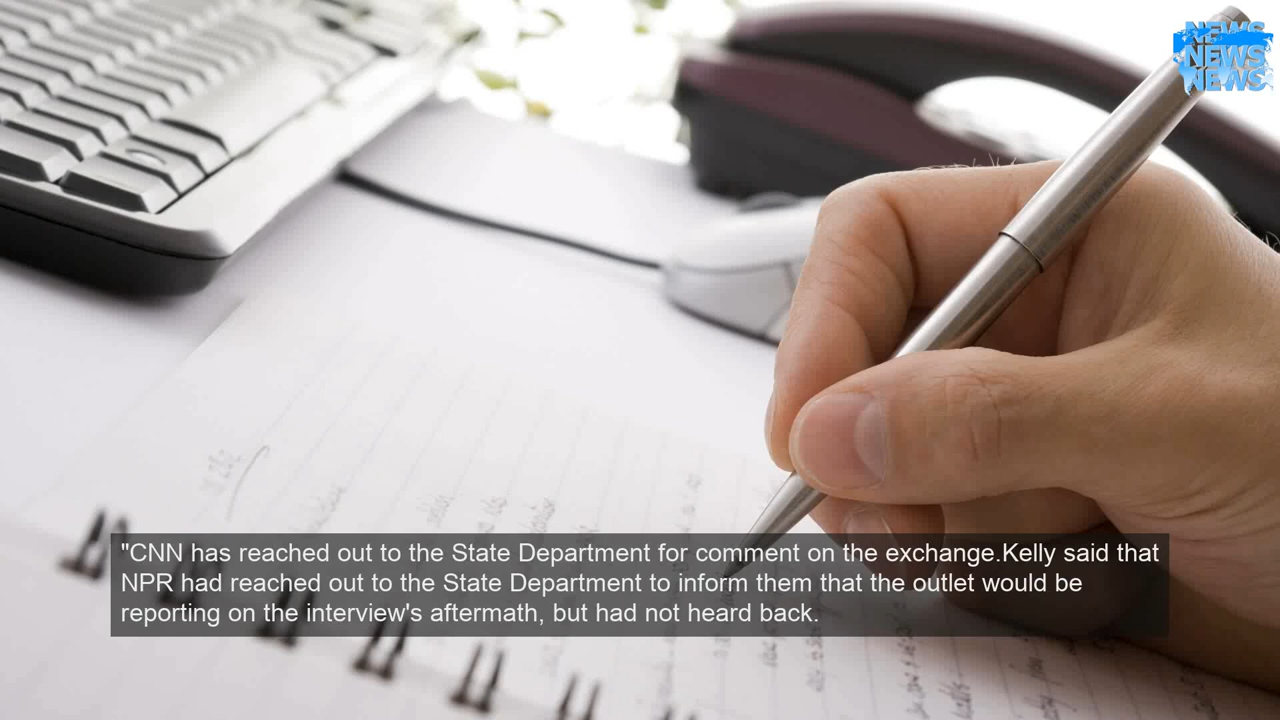 NEWS
NEWS
NEWS
"CNN has reached out to the State Department for comment on the exchange.Kelly said that
NPR had reached out to the State Department to inform them that the outlet would be
reporting on the interview's aftermath, but had not heard back.